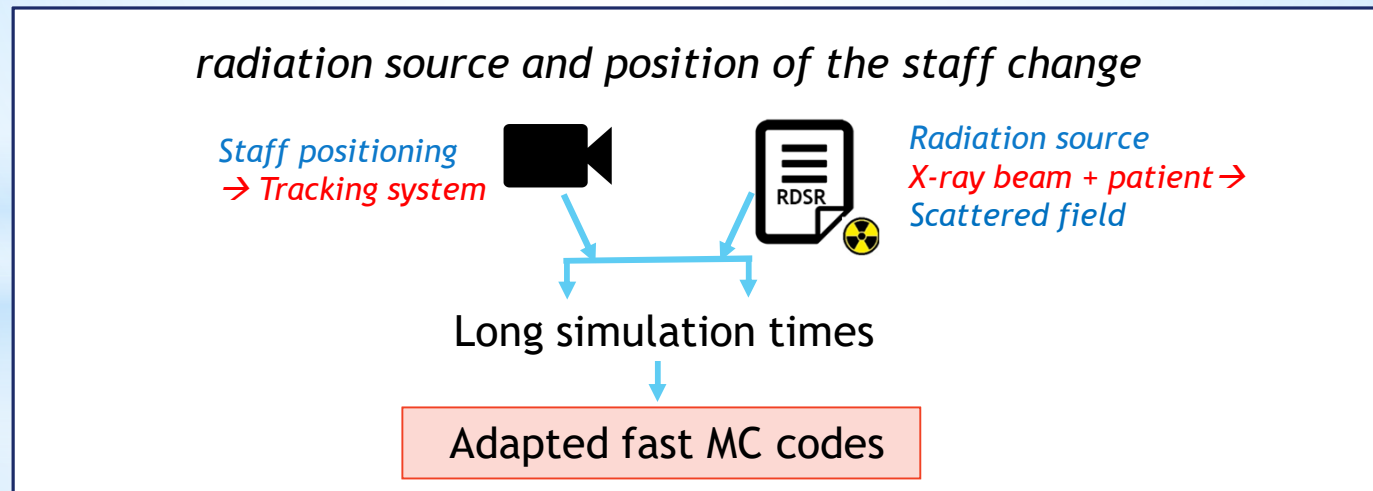 radiation source and position of the staff change
Staff positioning
→ Tracking system
RDSR
Radiation source
X-ray beam + patient→
Scattered field
Long simulation times
Adapted fast MC codes